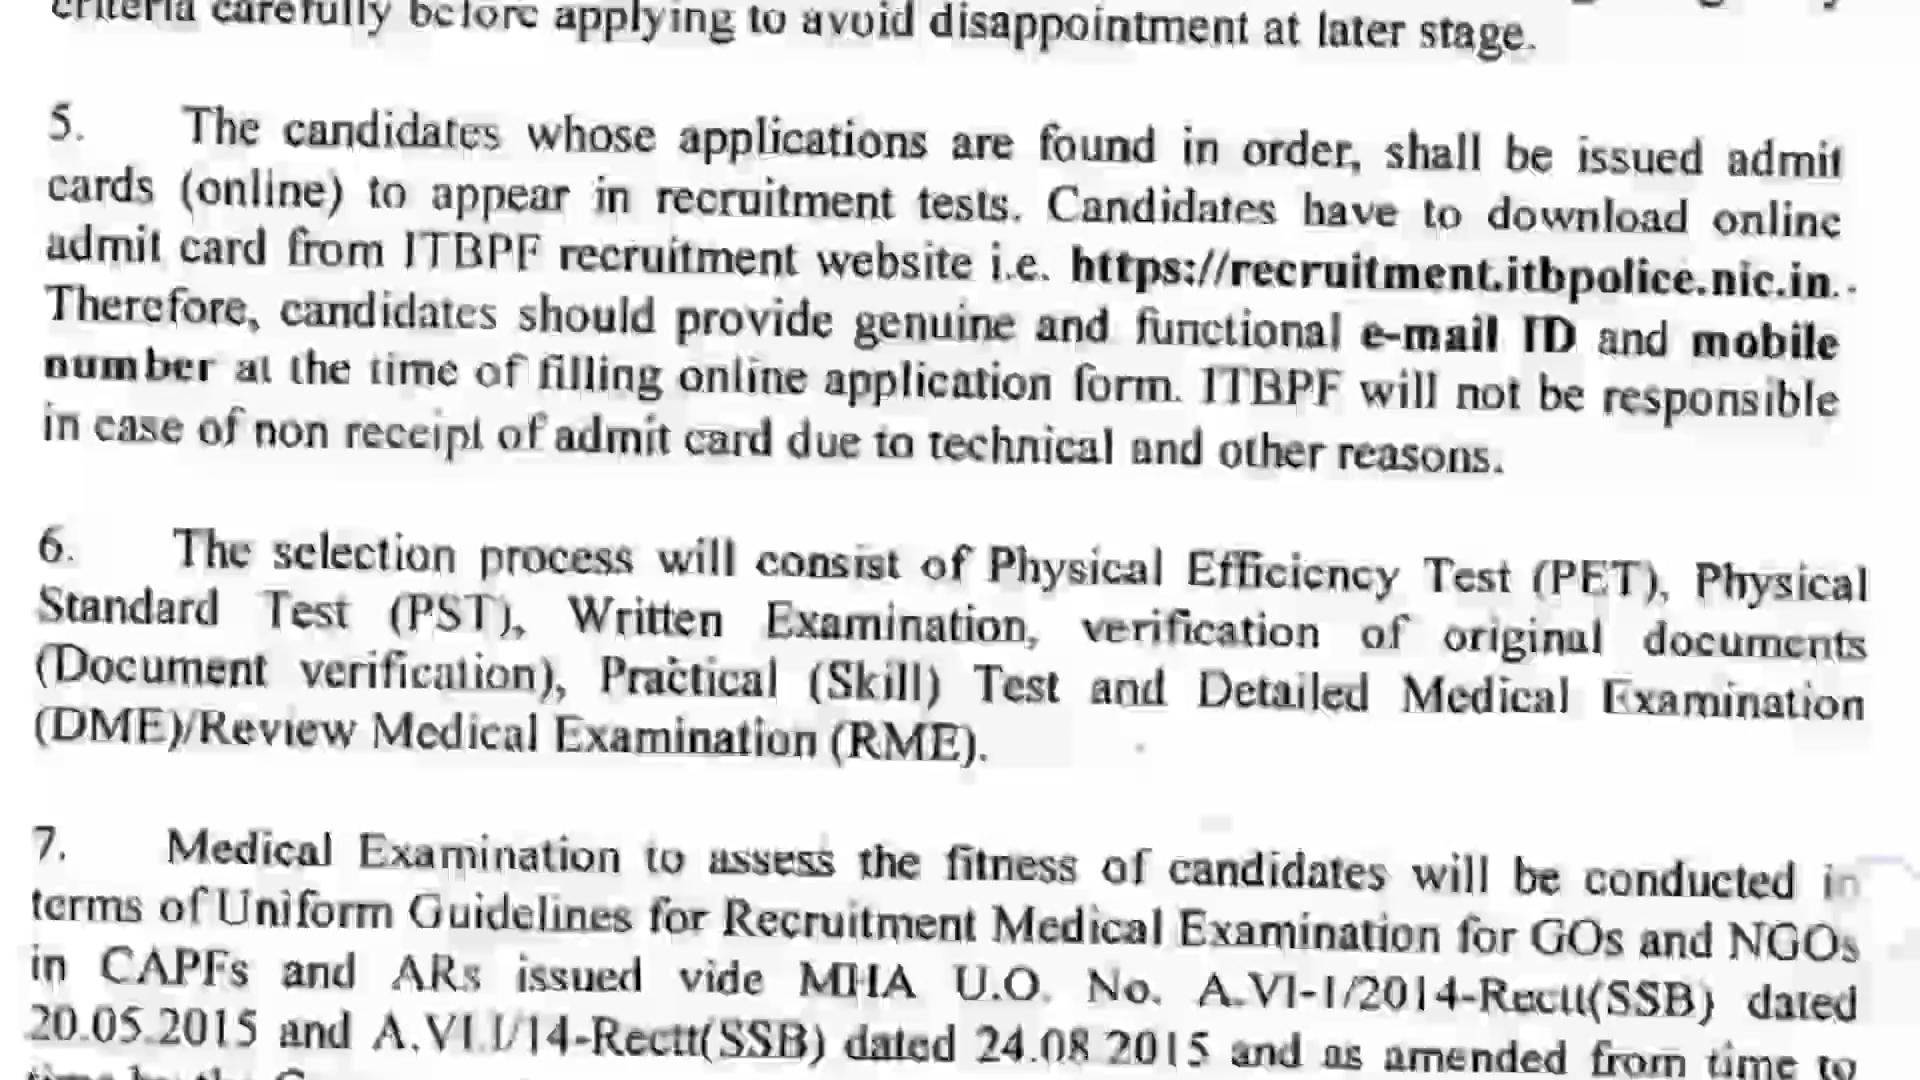 criteria carefully before applying to avoid disappointment at later stage.
5. The candidates whose applications are found in order, shall be issued admit
cards (online) to appear in recruitment tests. Candidates have to download online
admit card from ITBPF recruitment website i.e. https://recruitment.itbpolice.nic.in.
Therefore, candidates should provide genuine and functional e-mail ID and mobile
number at the time of filling online application form. ITBPF will not be responsible
in case of non receipt of admit card due to technical and other reasons.
6. The selection process will consist of Physical Efficiency Test (PET), Physical
Standard Test (PST), Written Examination, verification of original documents
(Document verification), Practical (Skill) Test and Detailed Medical Examination
(DME)/Review Medical Examination (RME).
7. Medical Examination to assess the fitness of candidates will be conducted in
terms of Uniform Guidelines for Recruitment Medical Examination for GOs and NGOs
in CAPFs and ARs issued vide MHA U.O. No. A.VI-1/2014-Rectt(SSB) dated
20.05.2015 and A.VI.I/14-Rectt(SSB) dated 24.08.2015 and as amended from time to